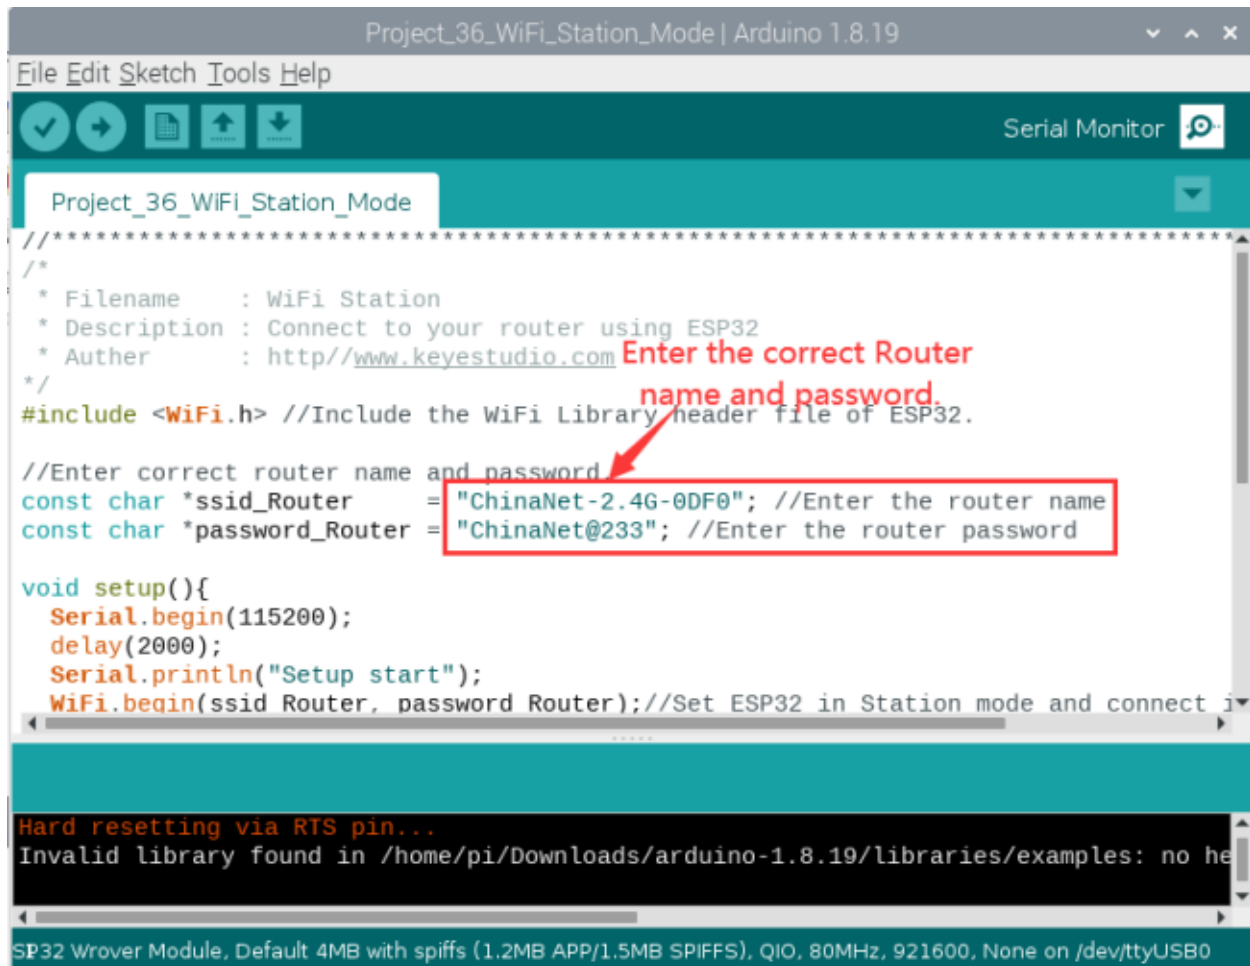 Project_36_WiFi_Station_Mode | Arduino 1.8.19
File Edit Sketch Tools Help
Serial Monitor
Project_36_WiFi_Station_Mode
//*********************************************************************************
/*
 * Filename    : WiFi Station
 * Description : Connect to your router using ESP32
 * Auther      : http//www.keyestudio.com
*/
Enter the correct Router
name and password.
#include <WiFi.h> //Include the WiFi Library header file of ESP32.
//Enter correct router name and password
const char *ssid_Router     = "ChinaNet-2.4G-0DF0"; //Enter the router name
const char *password_Router = "ChinaNet@233"; //Enter the router password
void setup(){
  Serial.begin(115200);
  delay(2000);
  Serial.println("Setup start");
  WiFi.begin(ssid_Router, password_Router);//Set ESP32 in Station mode and connect i
Hard resetting via RTS pin...
Invalid library found in /home/pi/Downloads/arduino-1.8.19/libraries/examples: no he
SP32 Wrover Module, Default 4MB with spiffs (1.2MB APP/1.5MB SPIFFS), QIO, 80MHz, 921600, None on /dev/ttyUSB0